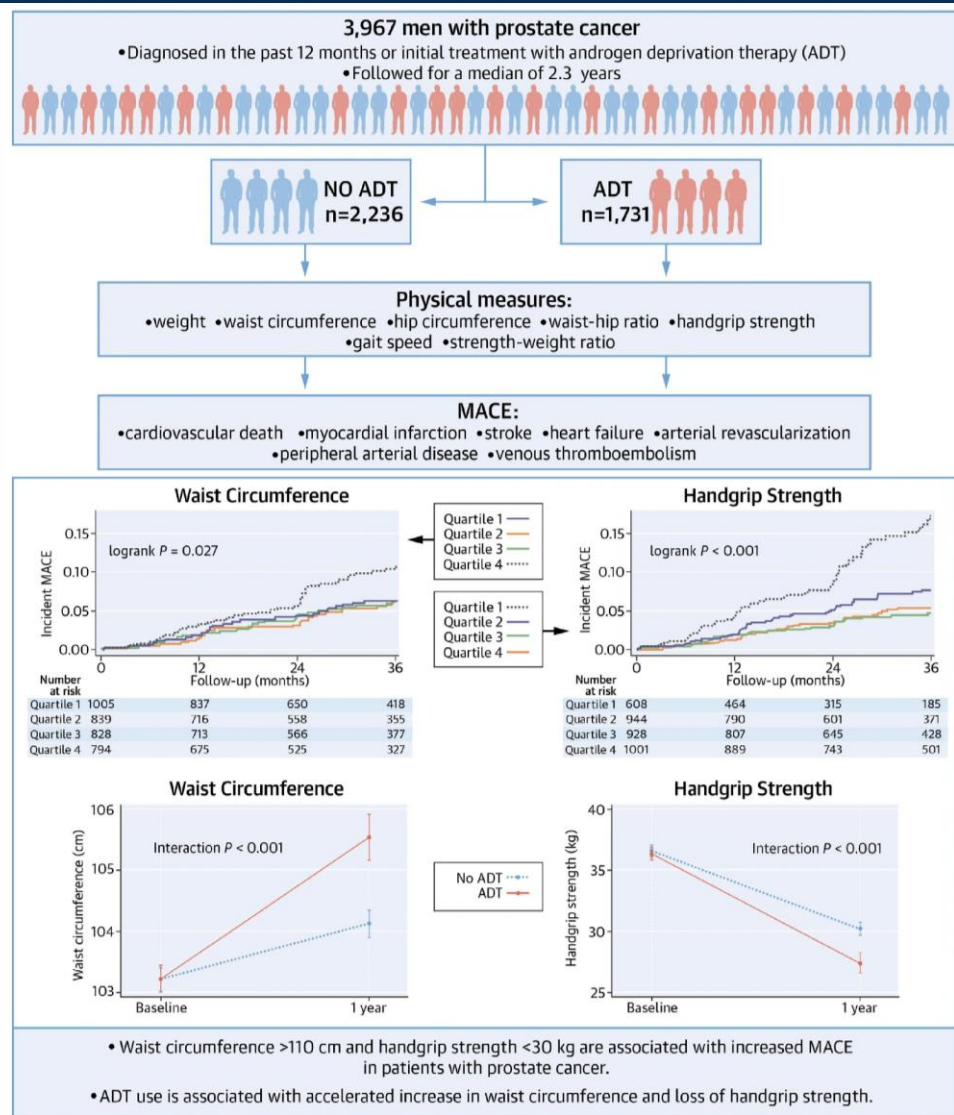 3,967 men with prostate cancer
•Diagnosed in the past 12 months or initial treatment with androgen deprivation therapy (ADT)
•Followed for a median of 2.3 years
NO ADT
n=2,236
ADT
n=1,731
Physical measures:
•weight •waist circumference •hip circumference •waist-hip ratio •handgrip strength
•gait speed •strength-weight ratio
MACE:
•cardiovascular death •myocardial infarction •stroke •heart failure •arterial revascularization
•peripheral arterial disease •venous thromboembolism
Waist Circumference
Incident MACE
0.15
0.10
0.05
0.00
logrank P = 0.027
0 12 24 36
Follow-up (months)
Number
at risk
Quartile 1 1005 837 650 418
Quartile 2 839 716 558 355
Quartile 3 828 713 566 377
Quartile 4 794 675 525 327
Quartile 1
Quartile 2
Quartile 3
Quartile 4
Quartile 1
Quartile 2
Quartile 3
Quartile 4
Handgrip Strength
Incident MACE
0.15
0.10
0.05
0.00
logrank P < 0.001
0 12 24 36
Follow-up (months)
Number
at risk
Quartile 1 608 464 315 185
Quartile 2 944 790 601 371
Quartile 3 928 807 645 428
Quartile 4 1001 889 743 501
Waist Circumference
Waist circumference (cm)
106
105
104
103
Interaction P < 0.001
Baseline 1 year
No ADT
ADT
Handgrip Strength
Handgrip strength (kg)
40
35
30
25
Interaction P < 0.001
Baseline 1 year
• Waist circumference >110 cm and handgrip strength <30 kg are associated with increased MACE
in patients with prostate cancer.
•ADT use is associated with accelerated increase in waist circumference and loss of handgrip strength.